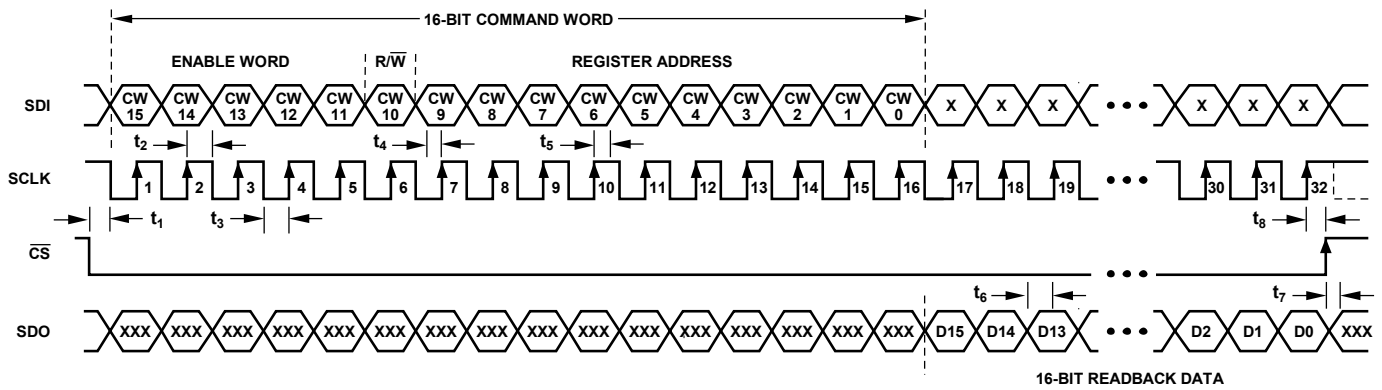 16-BIT COMMAND WORD
ENABLE WORD R/W̅ REGISTER ADDRESS
SDI CW 15 CW 14 CW 13 CW 12 CW 11 CW 10 CW 9 CW 8 CW 7 CW 6 CW 5 CW 4 CW 3 CW 2 CW 1 CW 0 X X X ••• X X X
t2 t4 t5
SCLK 1 2 3 4 5 6 7 8 9 10 11 12 13 14 15 16 17 18 19 ••• 30 31 32
t1 t3 t8
C̅S̅ •••
t6 t7
SDO XXX XXX XXX XXX XXX XXX XXX XXX XXX XXX XXX XXX XXX XXX XXX XXX D15 D14 D13 ••• D2 D1 D0 XXX
16-BIT READBACK DATA